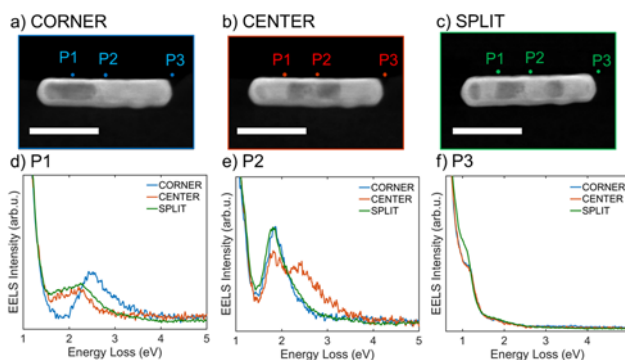 a) CORNER
P1 P2 P3
b) CENTER
P1 P2 P3
c) SPLIT
P1 P2 P3
d) P1
EELS Intensity (arb.u.)
CORNER
CENTER
SPLIT
1 2 3 4 5
Energy Loss (eV)
e) P2
EELS Intensity (arb.u.)
CORNER
CENTER
SPLIT
1 2 3 4 5
Energy Loss (eV)
f) P3
EELS Intensity (arb.u.)
CORNER
CENTER
SPLIT
1 2 3 4
Energy Loss (eV)